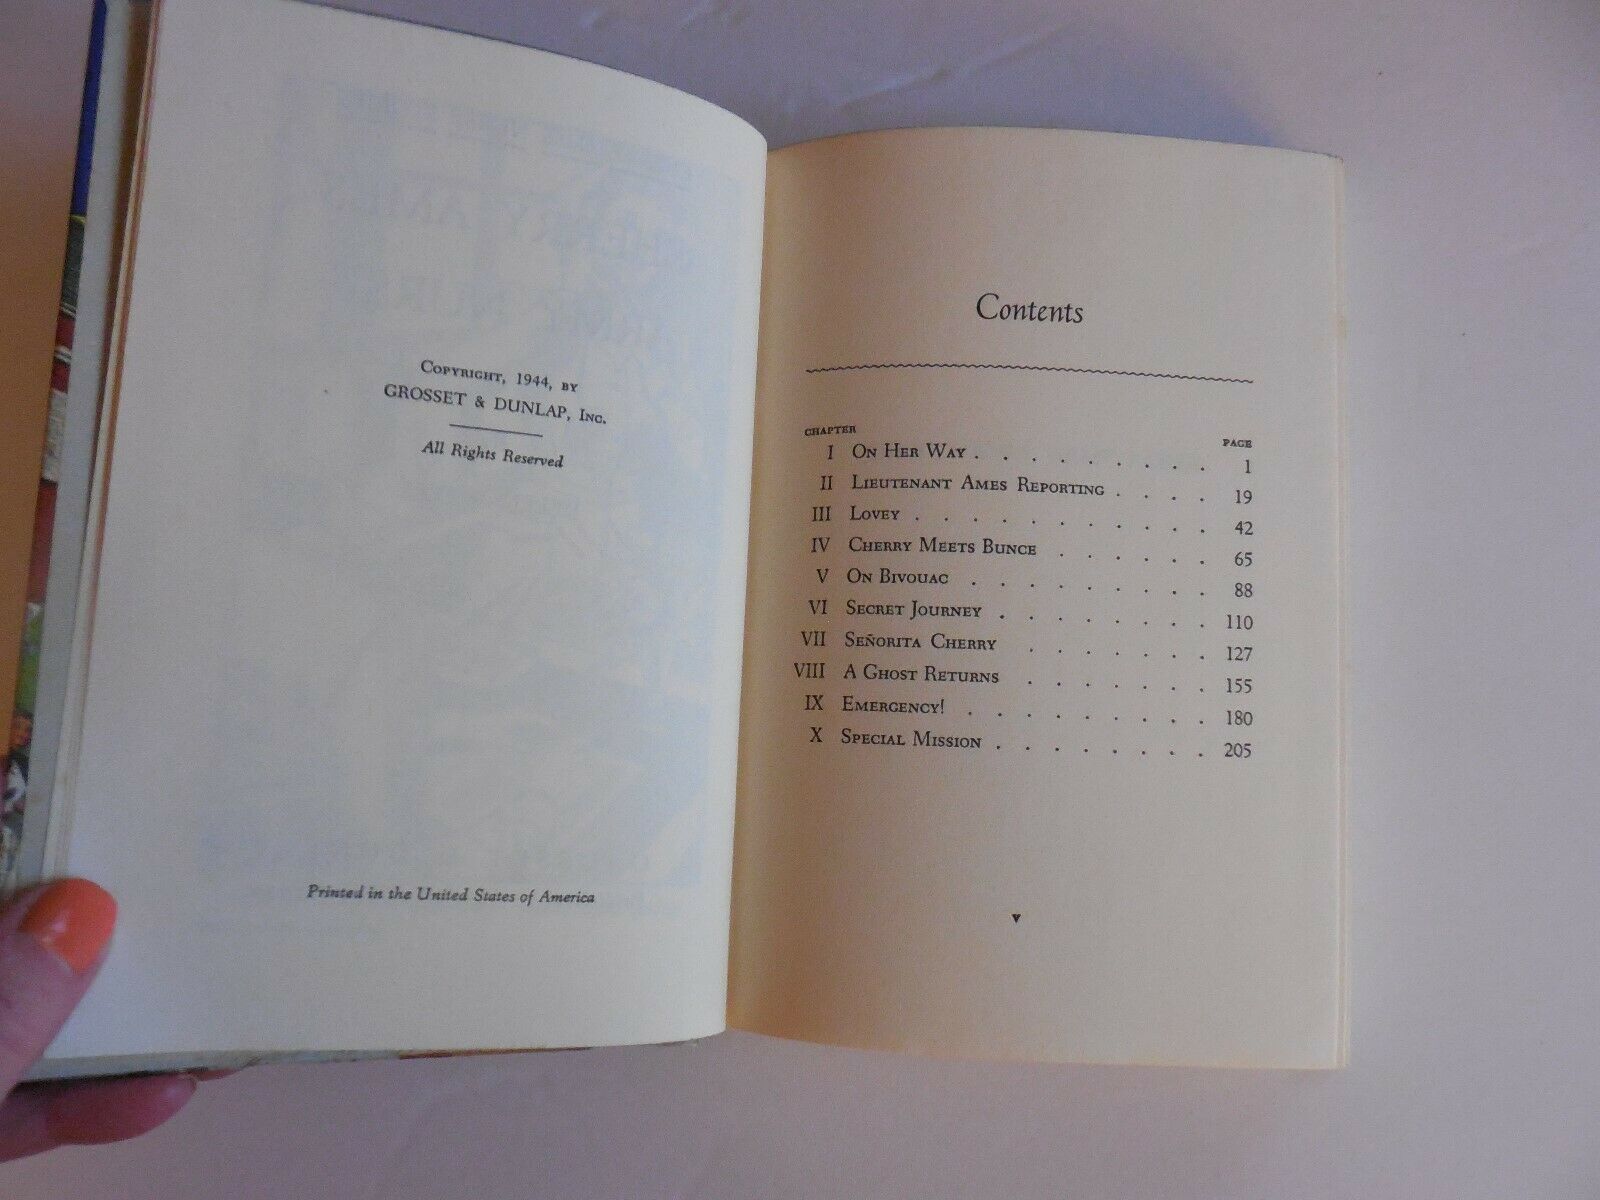 COPYRIGHT, 1944, BY
GROSSET & DUNLAP, INC.
All Rights Reserved
Printed in the United States of America
Contents
CHAPTER PAGE
I ON HER WAY . . . . . . . . . 1
II LIEUTENANT AMES REPORTING . . . . 19
III LOVEY . . . . . . . . . . . 42
IV CHERRY MEETS BUNCE . . . . . . 65
V ON BIVOUAC . . . . . . . . . 88
VI SECRET JOURNEY . . . . . . . . 110
VII SEÑORITA CHERRY . . . . . . . 127
VIII A GHOST RETURNS . . . . . . . 155
IX EMERGENCY! . . . . . . . . . 180
X SPECIAL MISSION . . . . . . . . 205
v